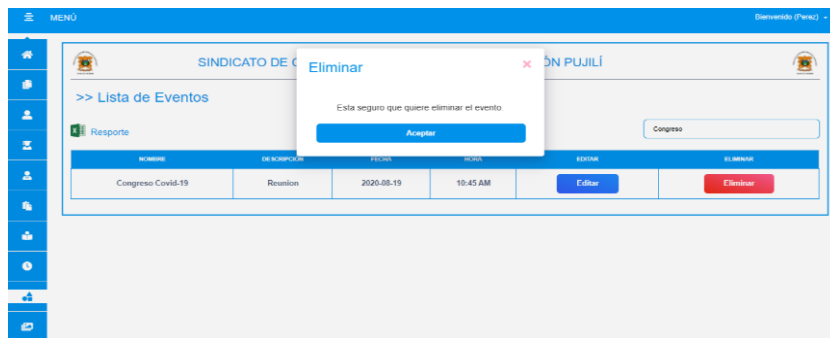 MENÚ
Bienvenido (Perez)
SINDICATO DE
ÓN PUJILÍ
Eliminar
×
Esta seguro que quiere eliminar el evento
Aceptar
>> Lista de Eventos
Resporte
Congreso
NOMBRE DESCRIPCION FECHA HORA EDITAR ELIMINAR
Congreso Covid-19 Reunion 2020-08-19 10:45 AM Editar Eliminar